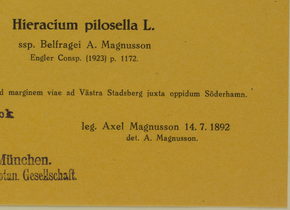 Hieracium pilosella L.
ssp. Belfragei A. Magnusson
Engler Consp. (1923) p. 1172.
d marginem viae ad Västra Stadsberg juxta oppidum Söderhamn.
ok
leg. Axel Magnusson 14. 7. 1892
det. A. Magnusson.
München.
otan. Gesellschaft.